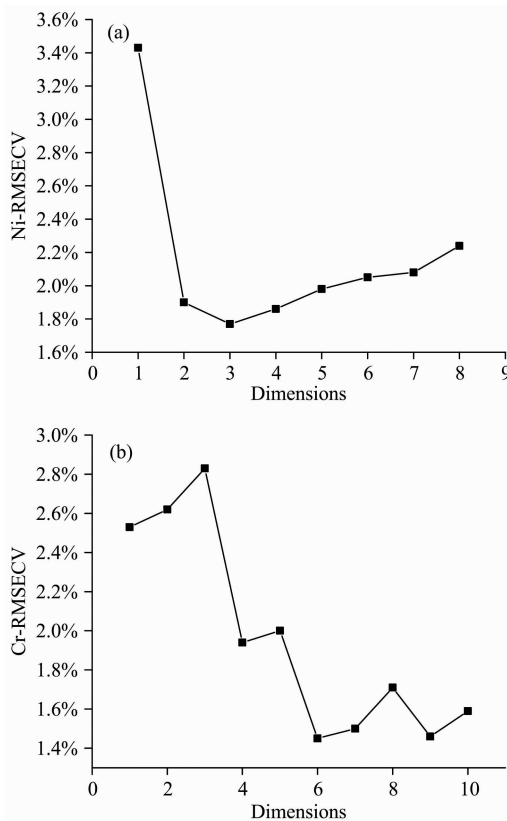 (a)
3.6%
3.4%
3.2%
3.0%
2.8%
2.6%
2.4%
2.2%
2.0%
1.8%
1.6%
Ni-RMSECV
0 1 2 3 4 5 6 7 8 9
Dimensions
(b)
3.0%
2.8%
2.6%
2.4%
2.2%
2.0%
1.8%
1.6%
1.4%
Cr-RMSECV
0 2 4 6 8 10
Dimensions